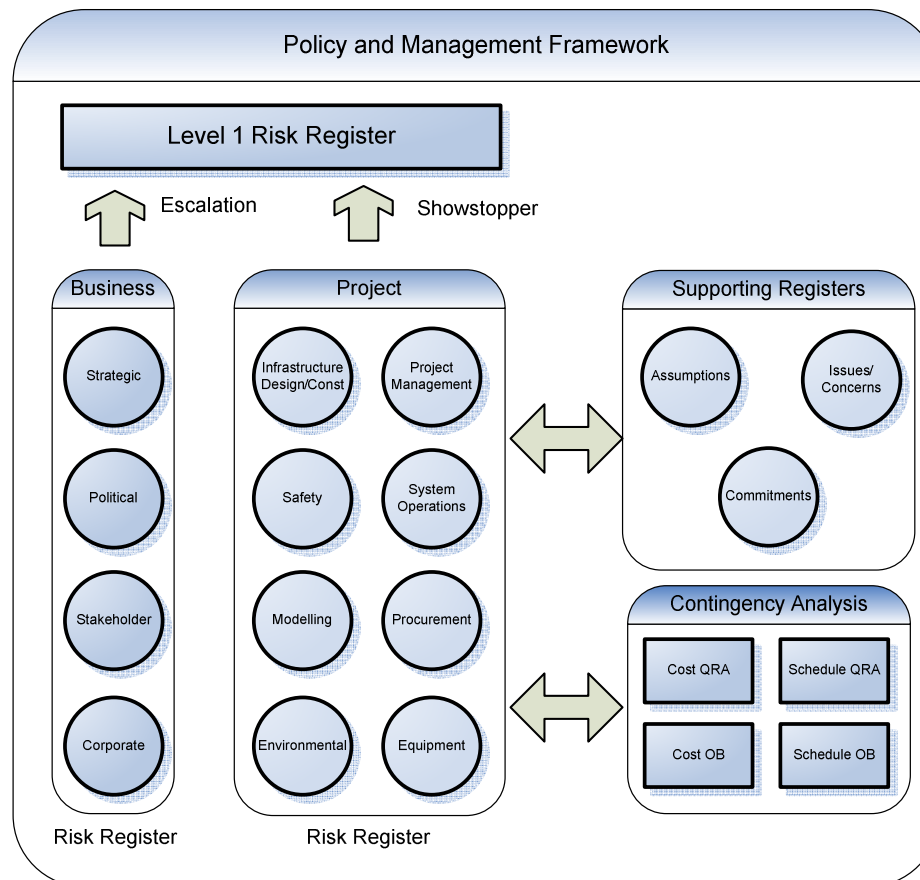 Policy and Management Framework
Level 1 Risk Register
Escalation
Showstopper
Business
Strategic
Political
Stakeholder
Corporate
Risk Register
Project
Infrastructure
Design/Const
Project
Management
Safety
System
Operations
Modelling
Procurement
Environmental
Equipment
Risk Register
Supporting Registers
Assumptions
Issues/
Concerns
Commitments
Contingency Analysis
Cost QRA
Schedule QRA
Cost OB
Schedule OB